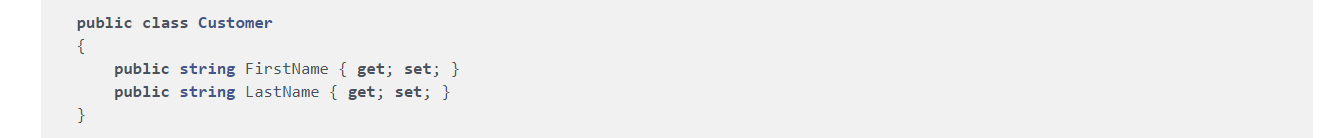 public class Customer
{
    public string FirstName { get; set; }
    public string LastName { get; set; }
}